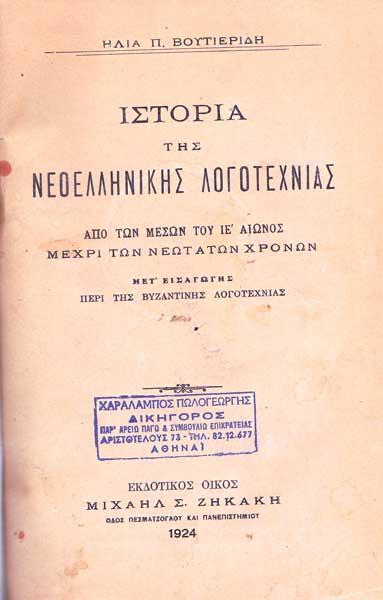 ΗΛΙΑ Π. ΒΟΥΤΙΕΡΙΔΗ
ΙΣΤΟΡΙΑ
ΤΗΣ
ΝΕΟΕΛΛΗΝΙΚΗΣ ΛΟΓΟΤΕΧΝΙΑΣ
ΑΠΟ ΤΩΝ ΜΕΣΩΝ ΤΟΥ ΙΕ' ΑΙΩΝΟΣ
ΜΕΧΡΙ ΤΩΝ ΝΕΩΤΑΤΩΝ ΧΡΟΝΩΝ
ΜΕΤ' ΕΙΣΑΓΩΓΗΣ
ΠΕΡΙ ΤΗΣ ΒΥΖΑΝΤΙΝΗΣ ΛΟΓΟΤΕΧΝΙΑΣ
ΧΑΡΑΛΑΜΠΟΣ ΠΩΛΟΓΕΩΡΓΗΣ
ΔΙΚΗΓΟΡΟΣ
ΠΑΡ' ΑΡΕΙΩ ΠΑΓΩ & ΣΥΜΒΟΥΛΙΩ ΕΠΙΚΡΑΤΕΙΑΣ
ΑΡΙΣΤΟΤΕΛΟΥΣ 73 - ΤΗΛ. 82.12.677
ΑΘΗΝΑΙ
ΕΚΔΟΤΙΚΟΣ ΟΙΚΟΣ
ΜΙΧΑΗΛ Σ. ΖΗΚΑΚΗ
ΟΔΟΣ ΠΕΣΜΑΤΖΟΓΛΟΥ ΚΑΙ ΠΑΝΕΠΙΣΤΗΜΙΟΥ
1924